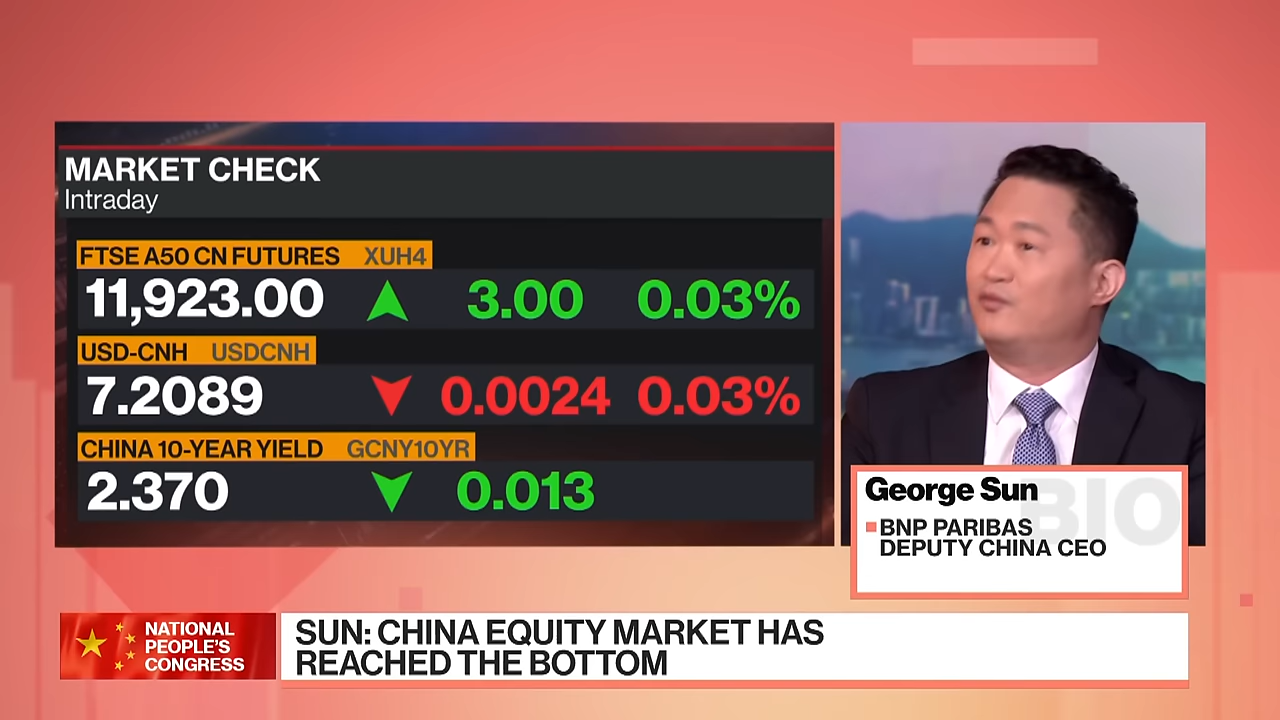 MARKET CHECK
Intraday
FTSE A50 CN FUTURES XUH4
11,923.00 ▲ 3.00 0.03%
USD-CNH USDCNH
7.2089 ▼ 0.0024 0.03%
CHINA 10-YEAR YIELD GCNY10YR
2.370 ▼ 0.013
BIO
George Sun
BNP PARIBAS
DEPUTY CHINA CEO
NATIONAL
PEOPLE'S
CONGRESS
SUN: CHINA EQUITY MARKET HAS
REACHED THE BOTTOM